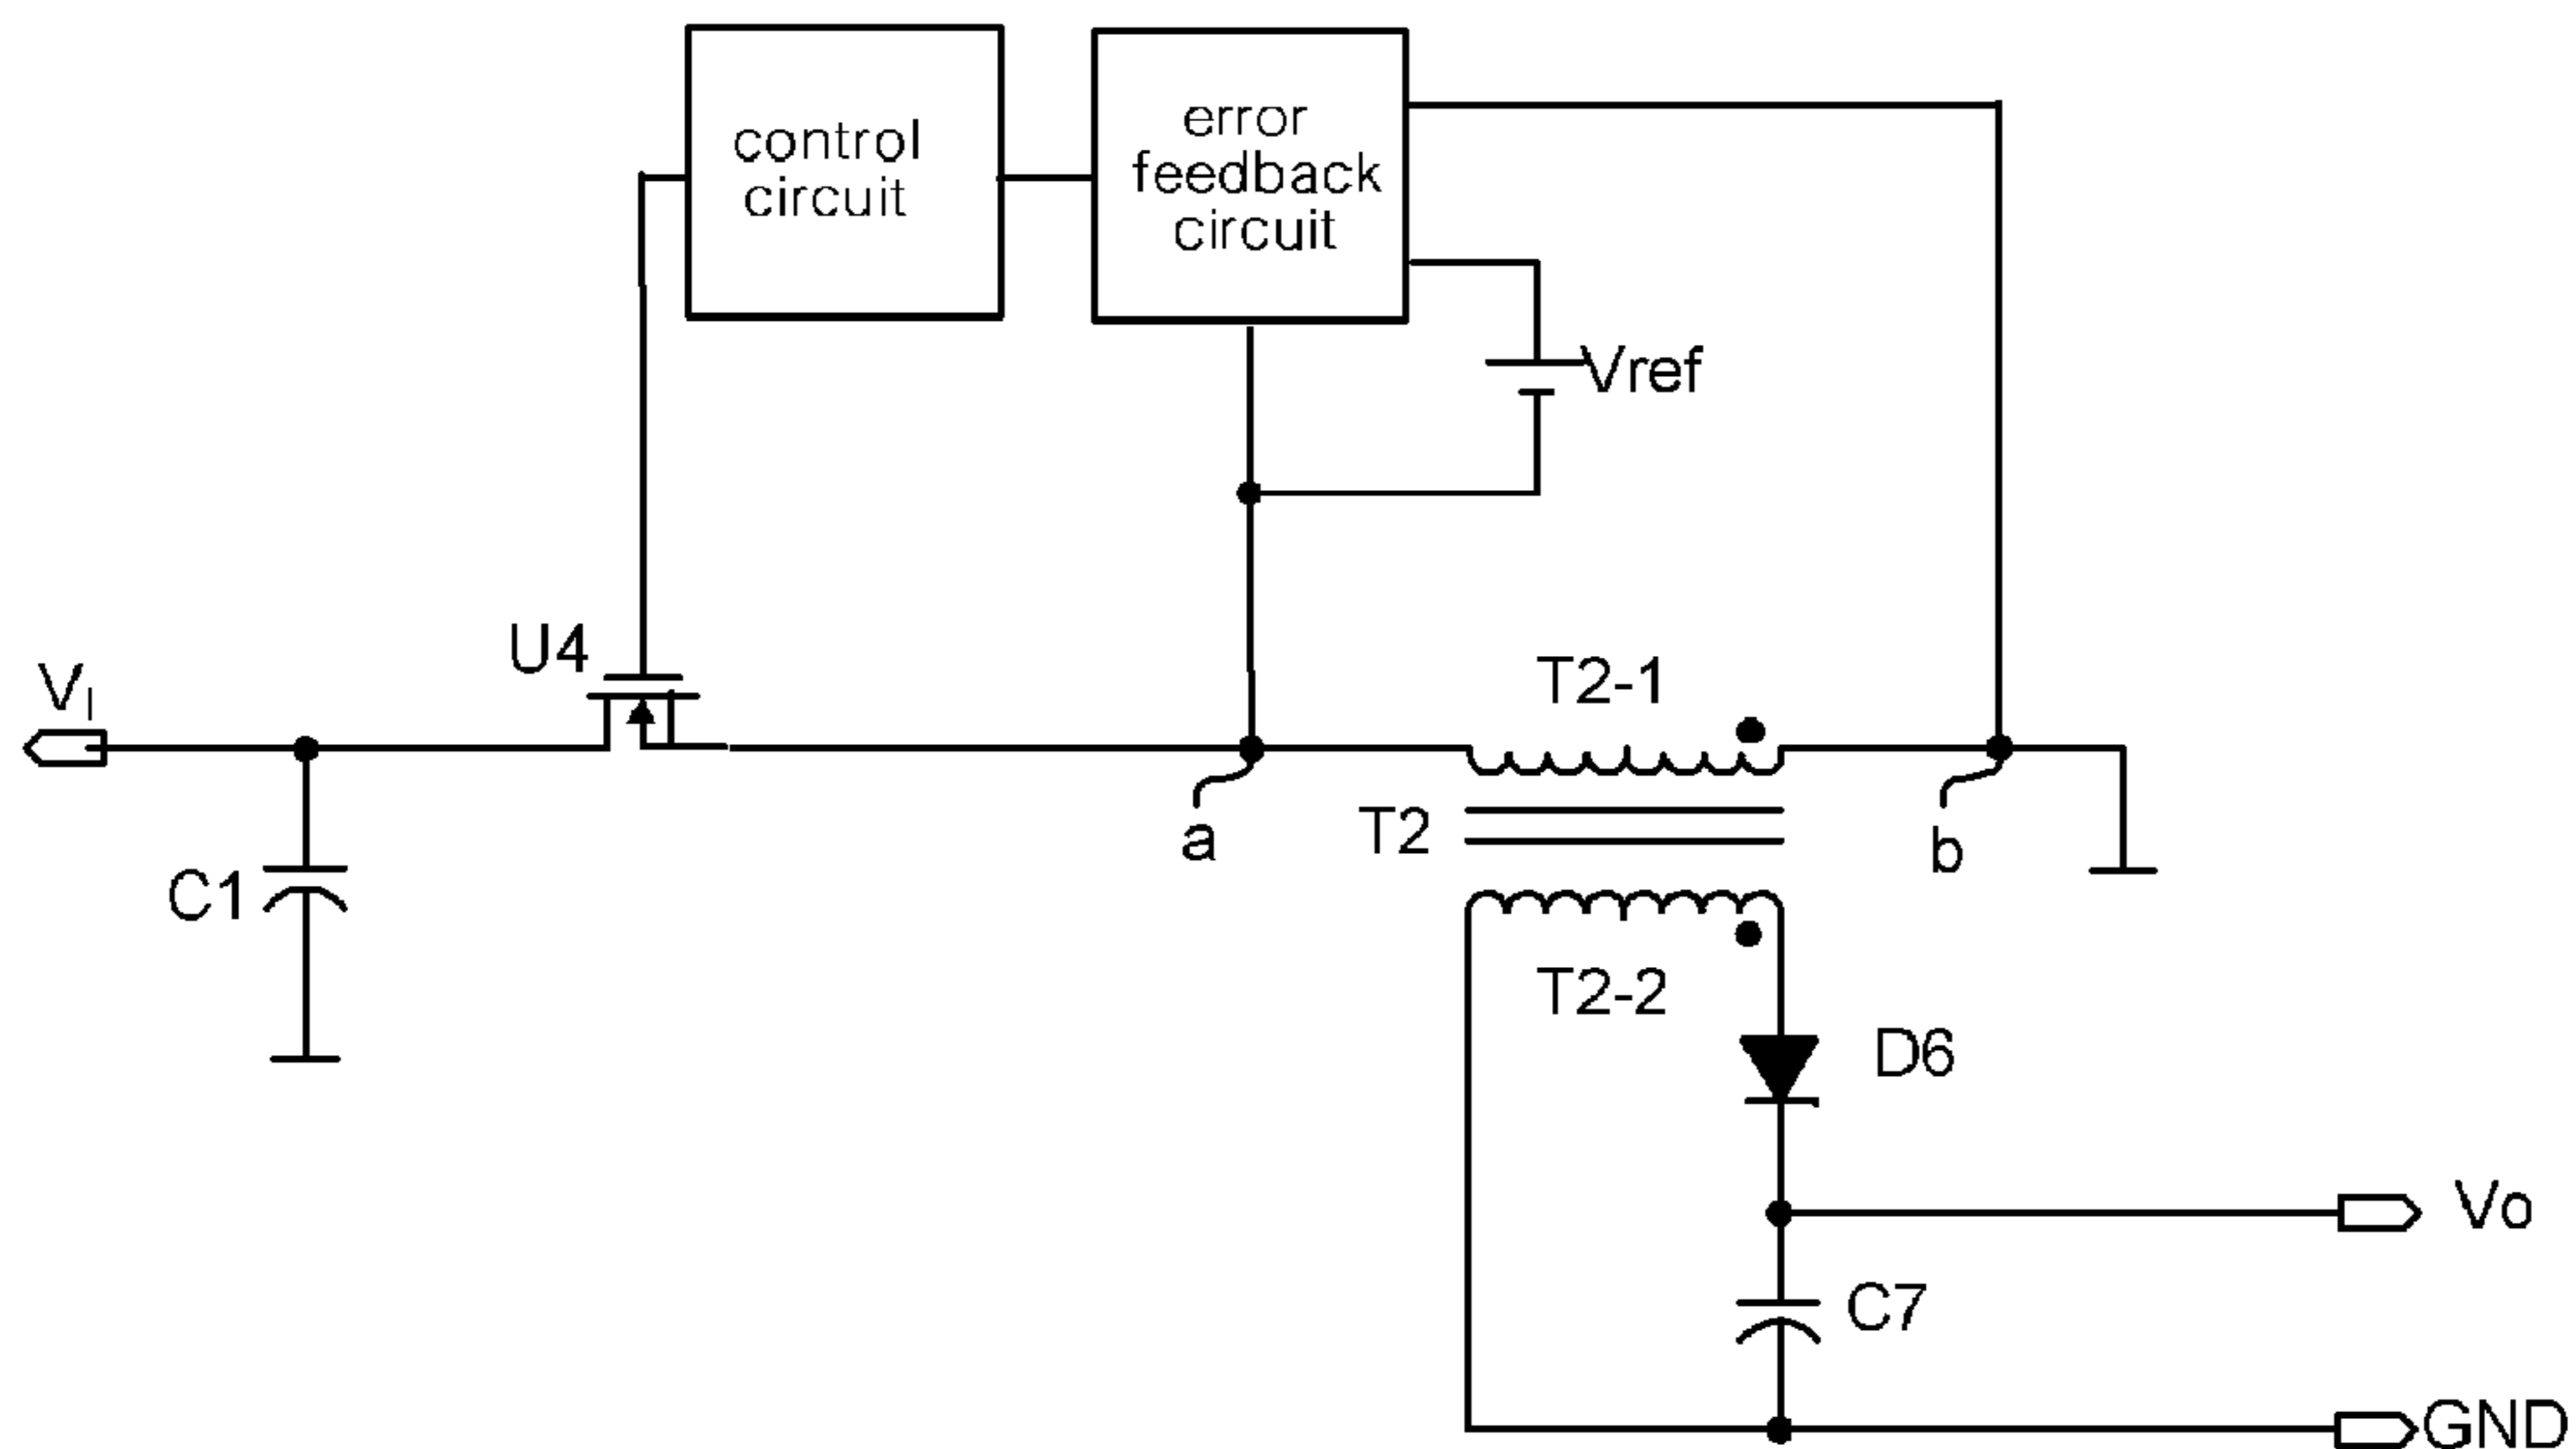 control
circuit
error
feedback
circuit
Vref
U4
VI
T2-1
a
T2
b
C1
T2-2
D6
Vo
C7
GND